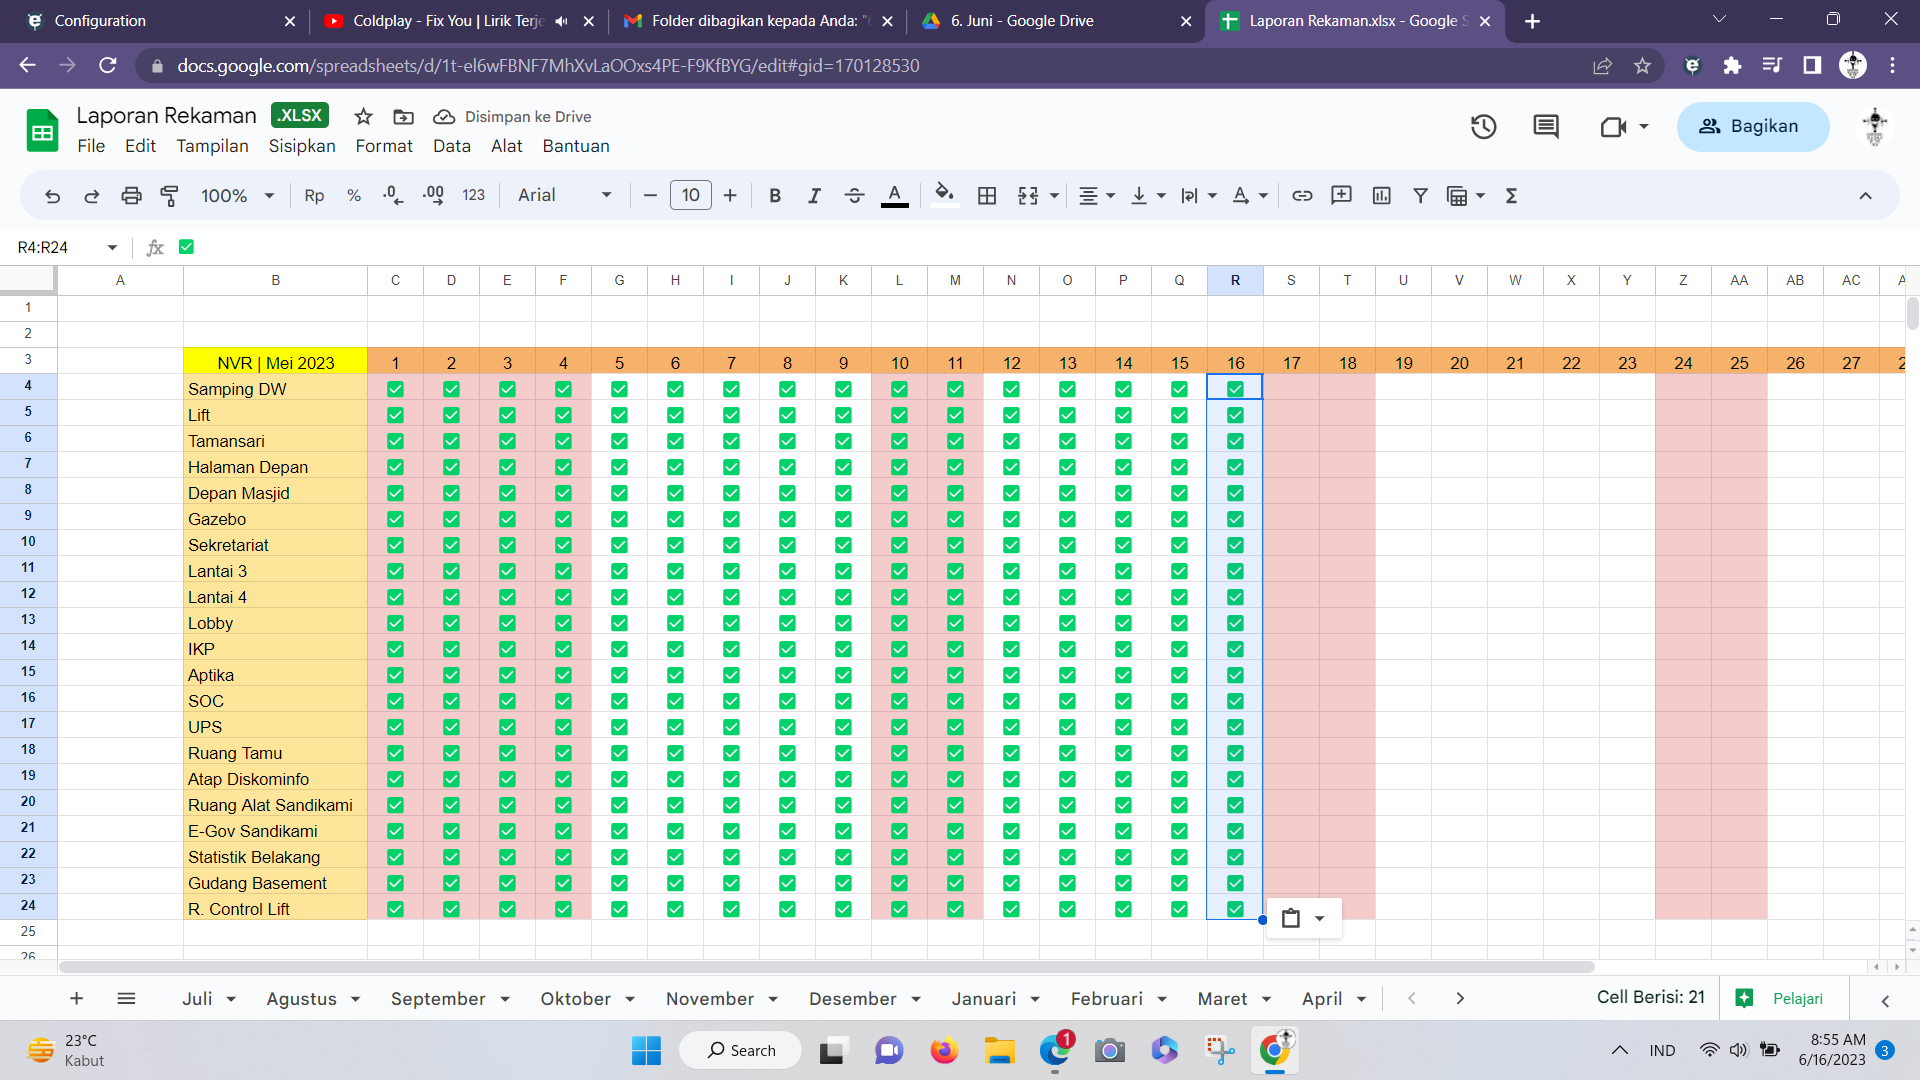 Configuration
Coldplay - Fix You | Lirik Terje
Folder dibagikan kepada Anda: "6
6. Juni - Google Drive
Laporan Rekaman.xlsx - Google S
docs.google.com/spreadsheets/d/1t-el6wFBNF7MhXvLaOOxs4PE-F9KfBYG/edit#gid=170128530
Laporan Rekaman .XLSX Disimpan ke Drive
File Edit Tampilan Sisipkan Format Data Alat Bantuan
Bagikan
100% Rp % .0 .00 123 Arial 10 B I S A Σ
R4:R24 fx ✅
A B C D E F G H I J K L M N O P Q R S T U V W X Y Z AA AB AC A
1
2
3 NVR | Mei 2023 1 2 3 4 5 6 7 8 9 10 11 12 13 14 15 16 17 18 19 20 21 22 23 24 25 26 27 2
4 Samping DW ✅ ✅ ✅ ✅ ✅ ✅ ✅ ✅ ✅ ✅ ✅ ✅ ✅ ✅ ✅ ✅
5 Lift ✅ ✅ ✅ ✅ ✅ ✅ ✅ ✅ ✅ ✅ ✅ ✅ ✅ ✅ ✅ ✅
6 Tamansari ✅ ✅ ✅ ✅ ✅ ✅ ✅ ✅ ✅ ✅ ✅ ✅ ✅ ✅ ✅ ✅
7 Halaman Depan ✅ ✅ ✅ ✅ ✅ ✅ ✅ ✅ ✅ ✅ ✅ ✅ ✅ ✅ ✅ ✅
8 Depan Masjid ✅ ✅ ✅ ✅ ✅ ✅ ✅ ✅ ✅ ✅ ✅ ✅ ✅ ✅ ✅ ✅
9 Gazebo ✅ ✅ ✅ ✅ ✅ ✅ ✅ ✅ ✅ ✅ ✅ ✅ ✅ ✅ ✅ ✅
10 Sekretariat ✅ ✅ ✅ ✅ ✅ ✅ ✅ ✅ ✅ ✅ ✅ ✅ ✅ ✅ ✅ ✅
11 Lantai 3 ✅ ✅ ✅ ✅ ✅ ✅ ✅ ✅ ✅ ✅ ✅ ✅ ✅ ✅ ✅ ✅
12 Lantai 4 ✅ ✅ ✅ ✅ ✅ ✅ ✅ ✅ ✅ ✅ ✅ ✅ ✅ ✅ ✅ ✅
13 Lobby ✅ ✅ ✅ ✅ ✅ ✅ ✅ ✅ ✅ ✅ ✅ ✅ ✅ ✅ ✅ ✅
14 IKP ✅ ✅ ✅ ✅ ✅ ✅ ✅ ✅ ✅ ✅ ✅ ✅ ✅ ✅ ✅ ✅
15 Aptika ✅ ✅ ✅ ✅ ✅ ✅ ✅ ✅ ✅ ✅ ✅ ✅ ✅ ✅ ✅ ✅
16 SOC ✅ ✅ ✅ ✅ ✅ ✅ ✅ ✅ ✅ ✅ ✅ ✅ ✅ ✅ ✅ ✅
17 UPS ✅ ✅ ✅ ✅ ✅ ✅ ✅ ✅ ✅ ✅ ✅ ✅ ✅ ✅ ✅ ✅
18 Ruang Tamu ✅ ✅ ✅ ✅ ✅ ✅ ✅ ✅ ✅ ✅ ✅ ✅ ✅ ✅ ✅ ✅
19 Atap Diskominfo ✅ ✅ ✅ ✅ ✅ ✅ ✅ ✅ ✅ ✅ ✅ ✅ ✅ ✅ ✅ ✅
20 Ruang Alat Sandikami ✅ ✅ ✅ ✅ ✅ ✅ ✅ ✅ ✅ ✅ ✅ ✅ ✅ ✅ ✅ ✅
21 E-Gov Sandikami ✅ ✅ ✅ ✅ ✅ ✅ ✅ ✅ ✅ ✅ ✅ ✅ ✅ ✅ ✅ ✅
22 Statistik Belakang ✅ ✅ ✅ ✅ ✅ ✅ ✅ ✅ ✅ ✅ ✅ ✅ ✅ ✅ ✅ ✅
23 Gudang Basement ✅ ✅ ✅ ✅ ✅ ✅ ✅ ✅ ✅ ✅ ✅ ✅ ✅ ✅ ✅ ✅
24 R. Control Lift ✅ ✅ ✅ ✅ ✅ ✅ ✅ ✅ ✅ ✅ ✅ ✅ ✅ ✅ ✅ ✅
25
26
Juli Agustus September Oktober November Desember Januari Februari Maret April Cell Berisi: 21 Pelajari
23°C
Kabut
Search
1
IND
8:55 AM
6/16/2023
3